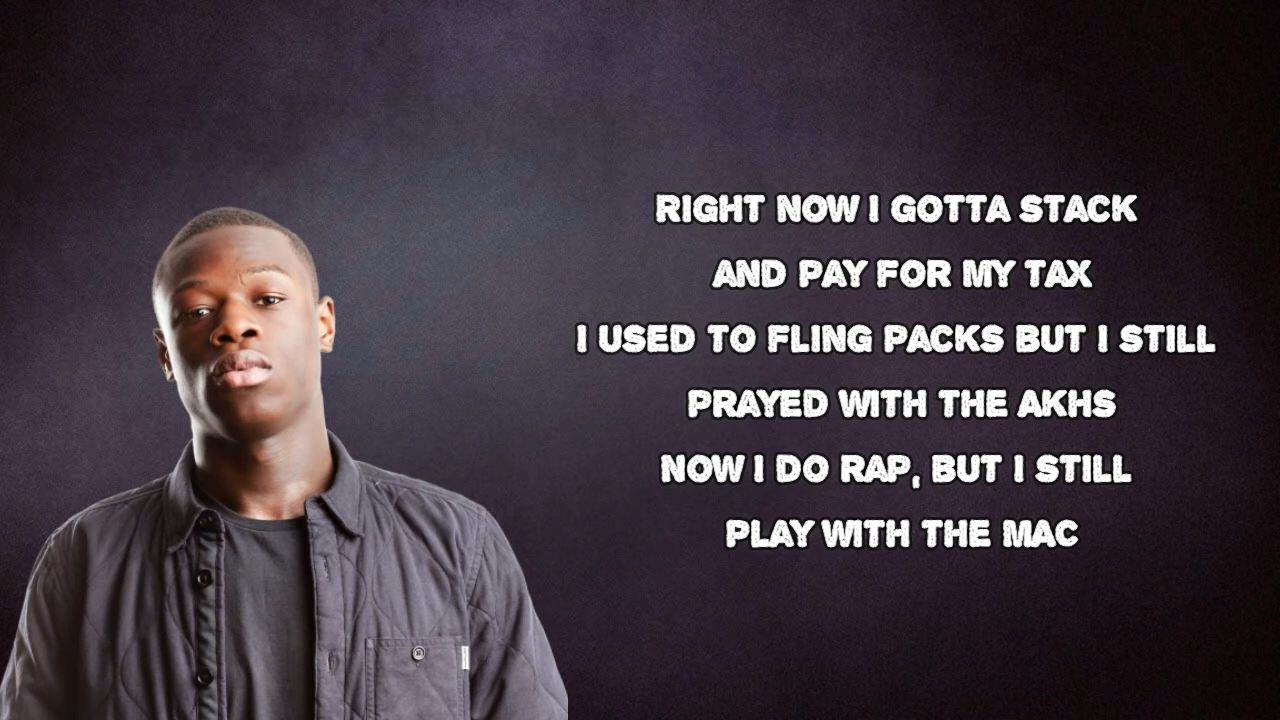 RIGHT NOW I GOTTA STACK
AND PAY FOR MY TAX
I USED TO FLING PACKS BUT I STILL
PRAYED WITH THE AKHS
NOW I DO RAP, BUT I STILL
PLAY WITH THE MAC